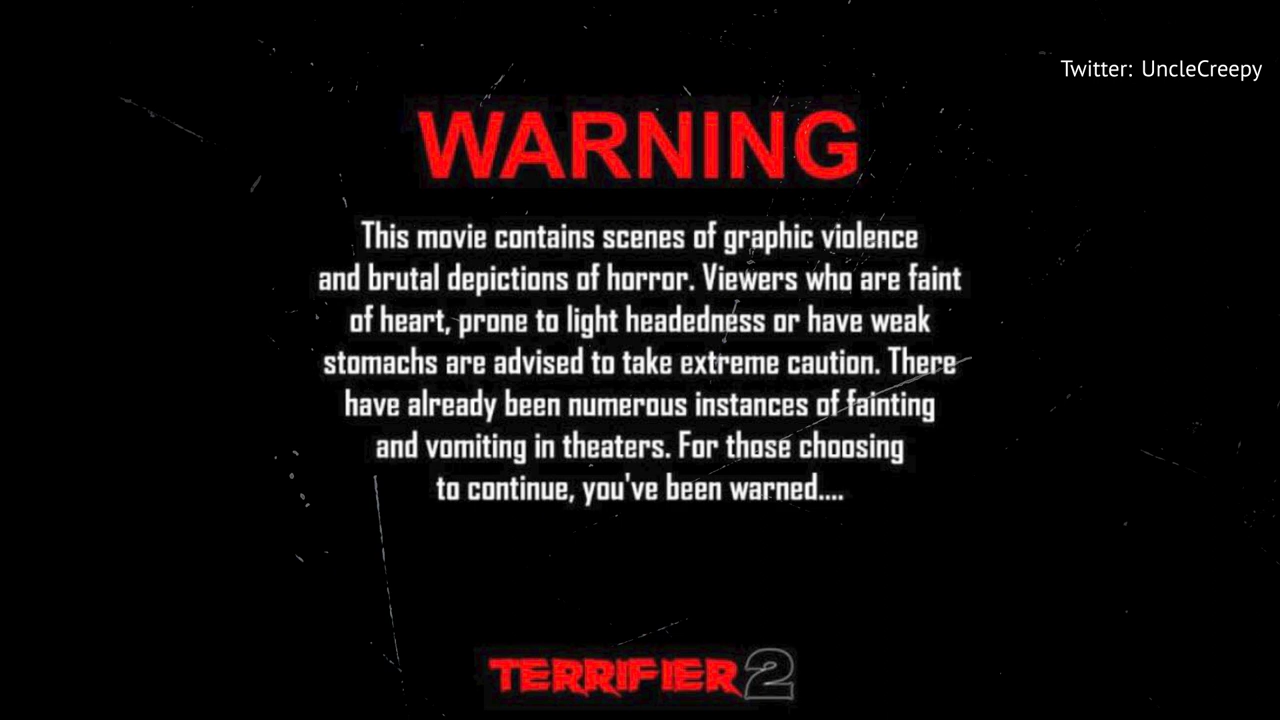 Twitter: UncleCreepy
WARNING
This movie contains scenes of graphic violence
and brutal depictions of horror. Viewers who are faint
of heart, prone to light headedness or have weak
stomachs are advised to take extreme caution. There
have already been numerous instances of fainting
and vomiting in theaters. For those choosing
to continue, you've been warned....
TERRIFIER 2